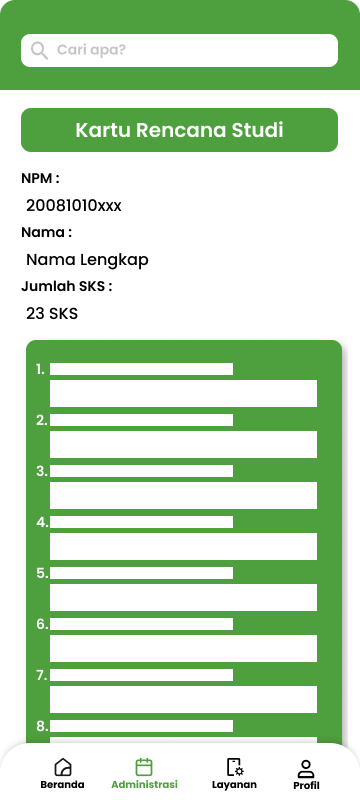 Cari apa?
Kartu Rencana Studi
NPM :
20081010xxx
Nama :
Nama Lengkap
Jumlah SKS :
23 SKS
1.
2.
3.
4.
5.
6.
7.
8.
Beranda Administrasi Layanan Profil